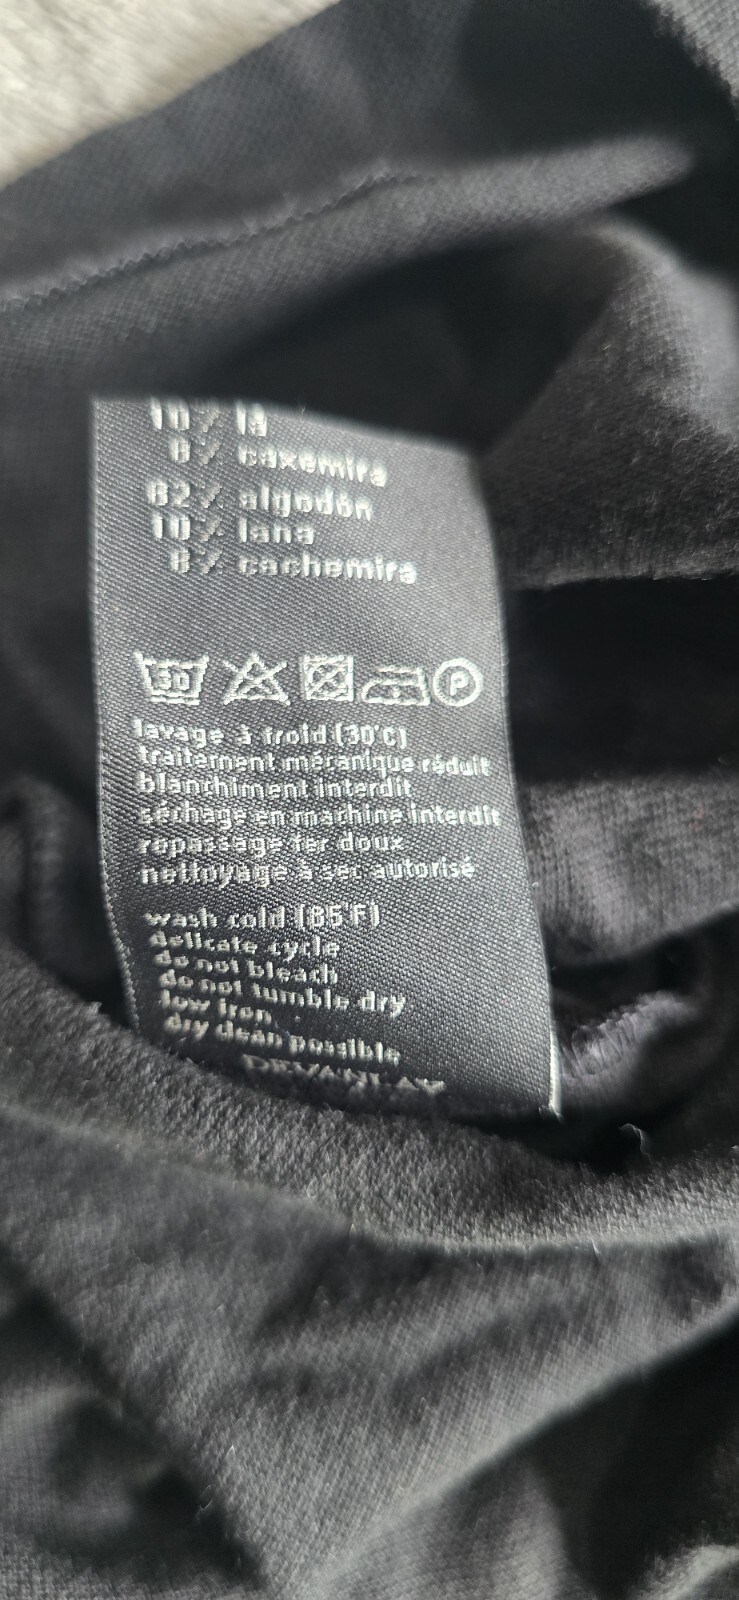 10% lã
8% caxemira
82% algodón
10% lana
8% cachemira
30 P
lavage à froid (30°C)
traitement mécanique réduit
blanchiment interdit
séchage en machine interdit
repassage fer doux
nettoyage à sec autorisé
wash cold (85°F)
delicate cycle
do not bleach
do not tumble dry
low iron
dry clean possible
DEVANLAY